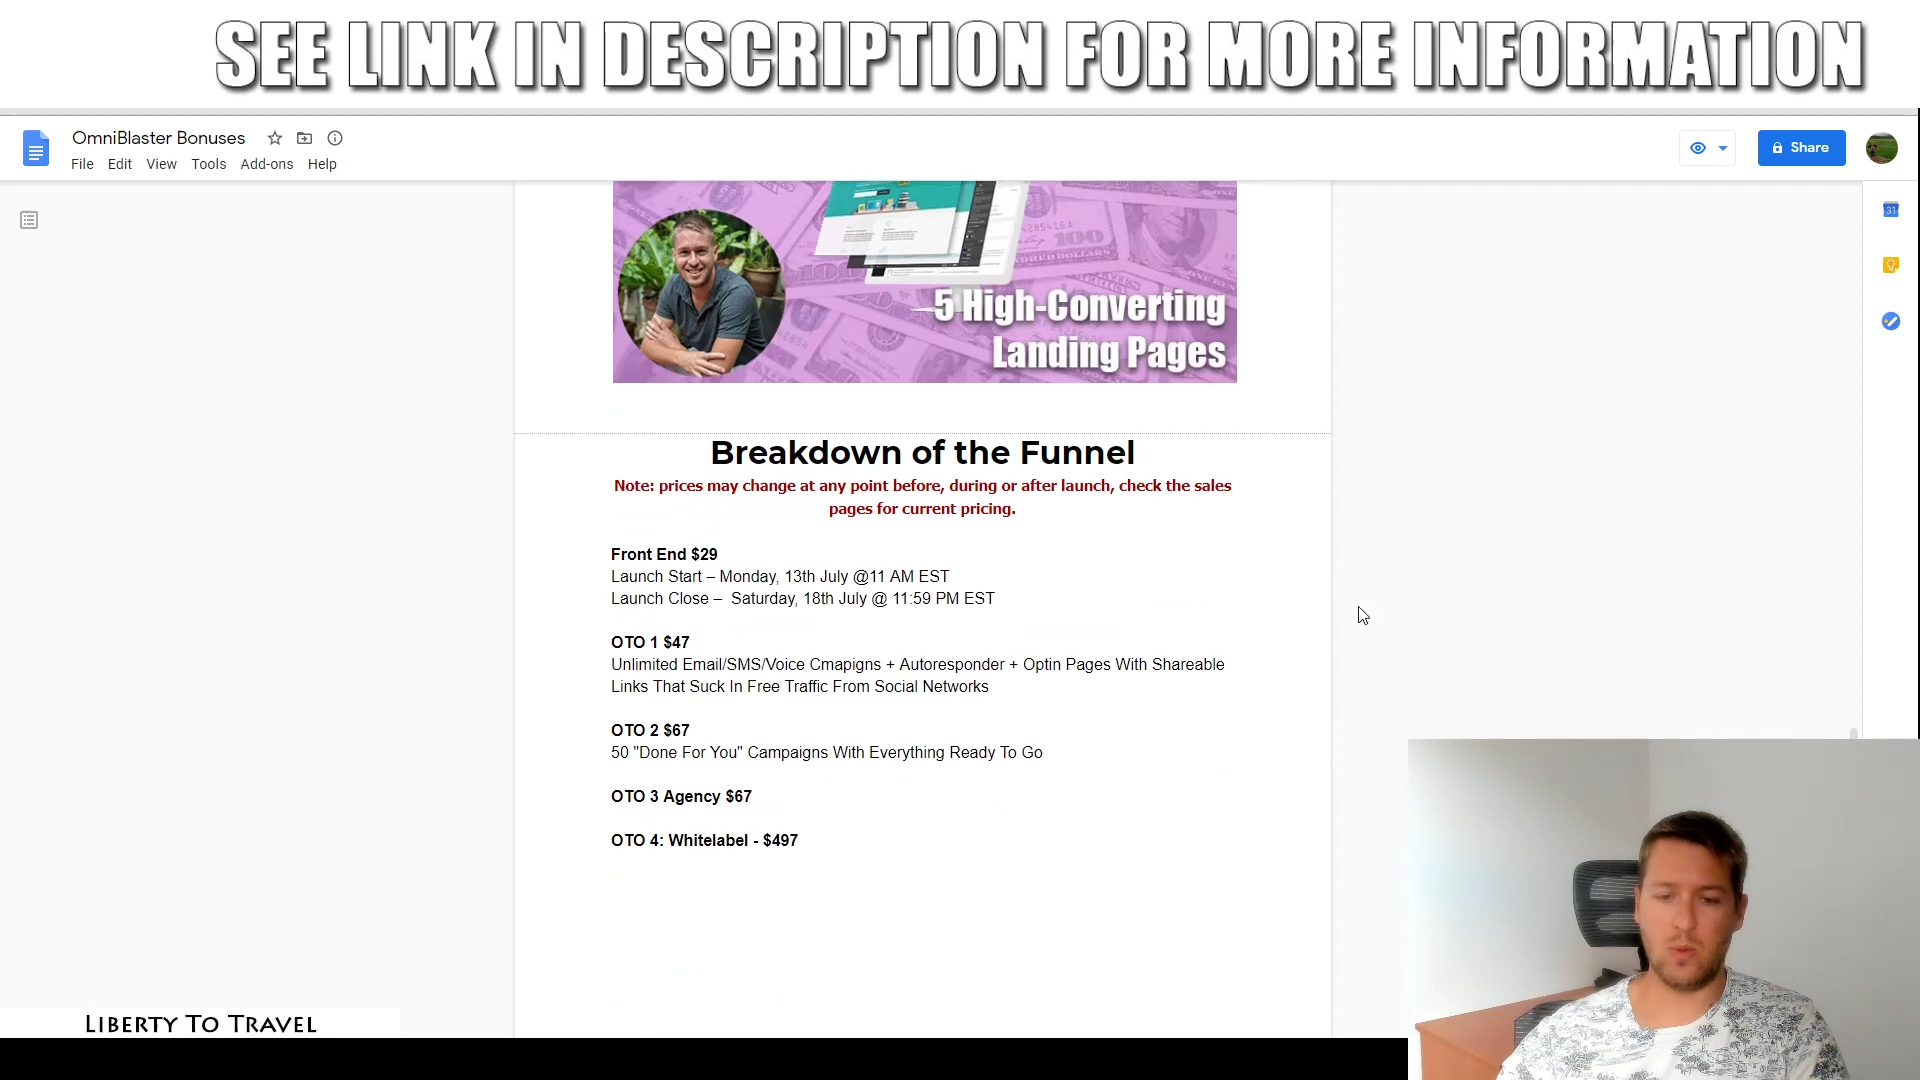 SEE LINK IN DESCRIPTION FOR MORE INFORMATION
OmniBlaster Bonuses
File Edit View Tools Add-ons Help
Share
31
100
5 High-Converting
Landing Pages
Breakdown of the Funnel
Note: prices may change at any point before, during or after launch, check the sales
pages for current pricing.
Front End $29
Launch Start – Monday, 13th July @11 AM EST
Launch Close – Saturday, 18th July @ 11:59 PM EST
OTO 1 $47
Unlimited Email/SMS/Voice Cmapigns + Autoresponder + Optin Pages With Shareable
Links That Suck In Free Traffic From Social Networks
OTO 2 $67
50 "Done For You" Campaigns With Everything Ready To Go
OTO 3 Agency $67
OTO 4: Whitelabel - $497
LIBERTY TO TRAVEL